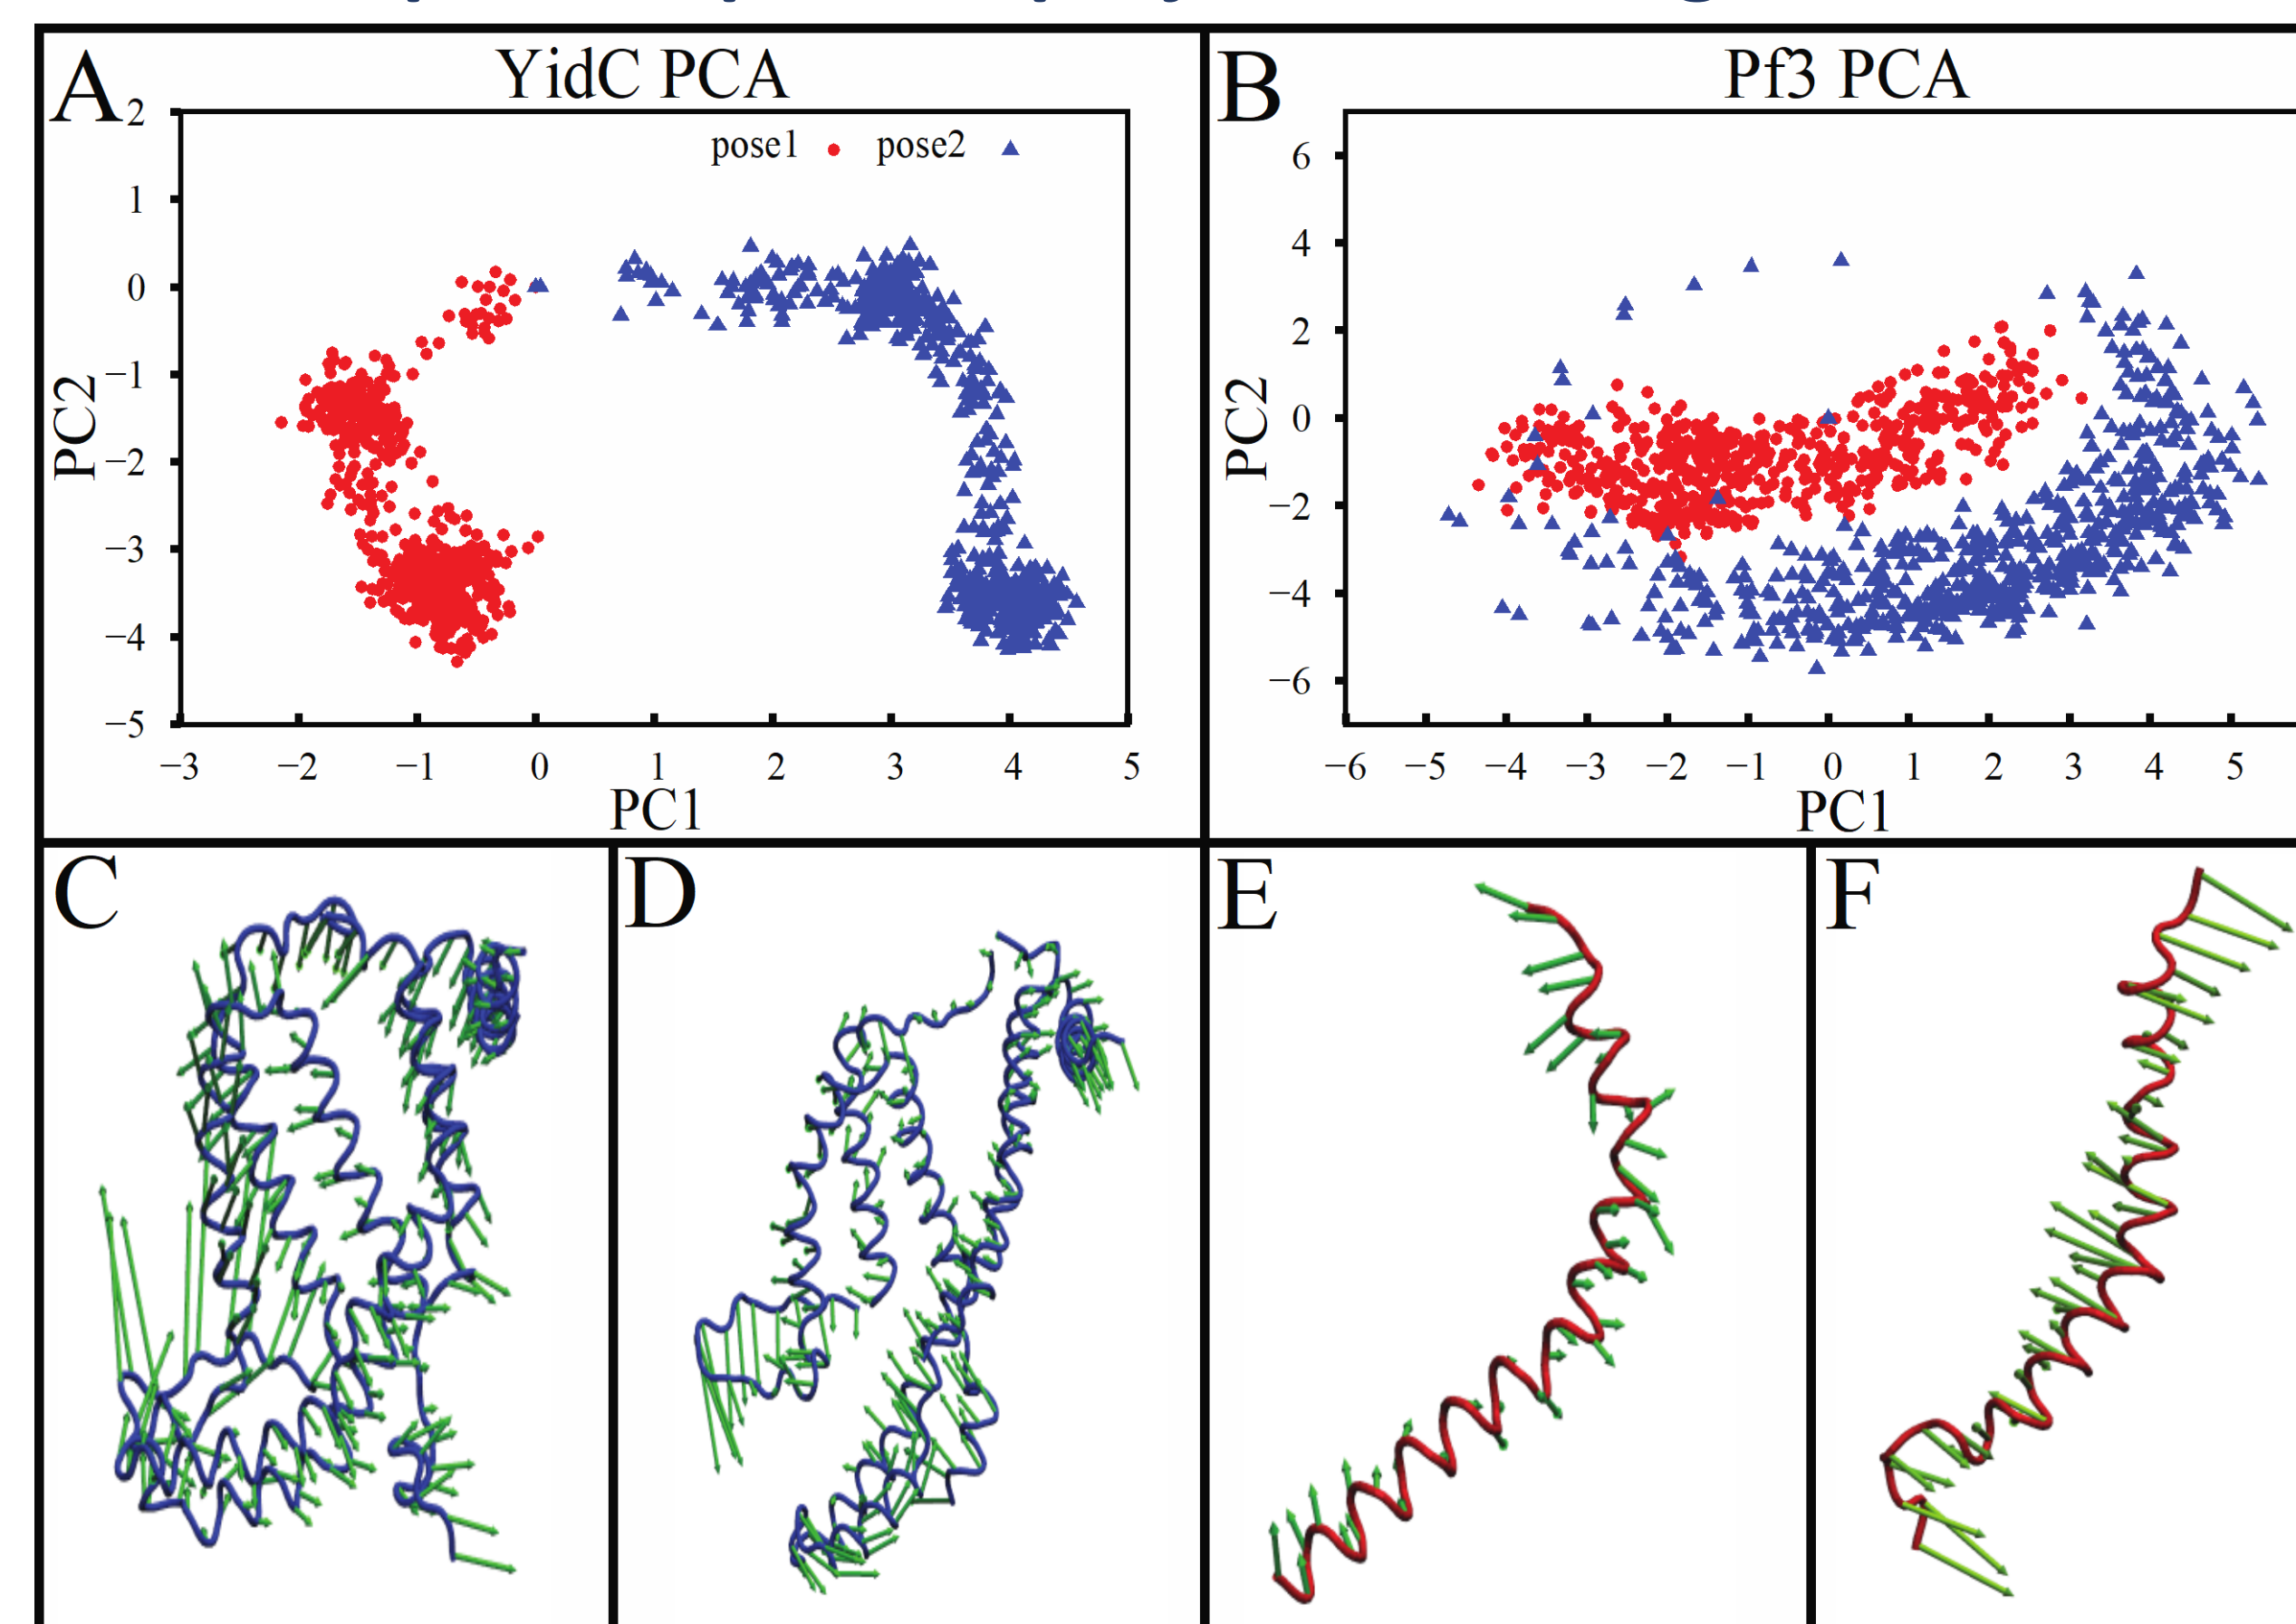 A
YidC PCA
pose1 pose2
2
1
0
−1
−2
−3
−4
−5
PC2
−3 −2 −1 0 1 2 3 4 5
PC1
B
Pf3 PCA
6
4
2
0
−2
−4
−6
PC2
−6 −5 −4 −3 −2 −1 0 1 2 3 4 5
PC1
C
D
E
F